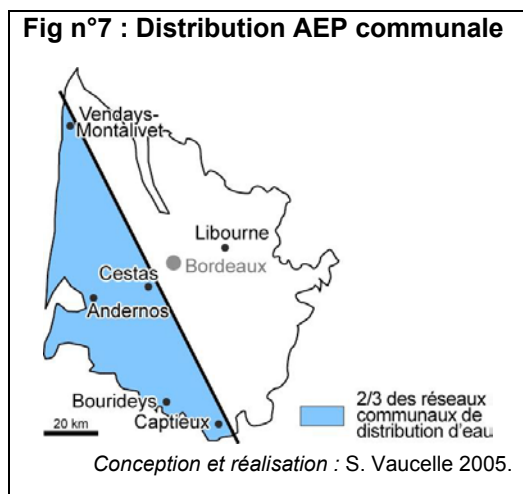 Fig n°7 : Distribution AEP communale
Vendays-
Montalivet
Libourne
Bordeaux
Cestas
Andernos
Bourideys
Captieux
20 km
2/3 des réseaux
communaux de
distribution d'eau
Conception et réalisation : S. Vaucelle 2005.